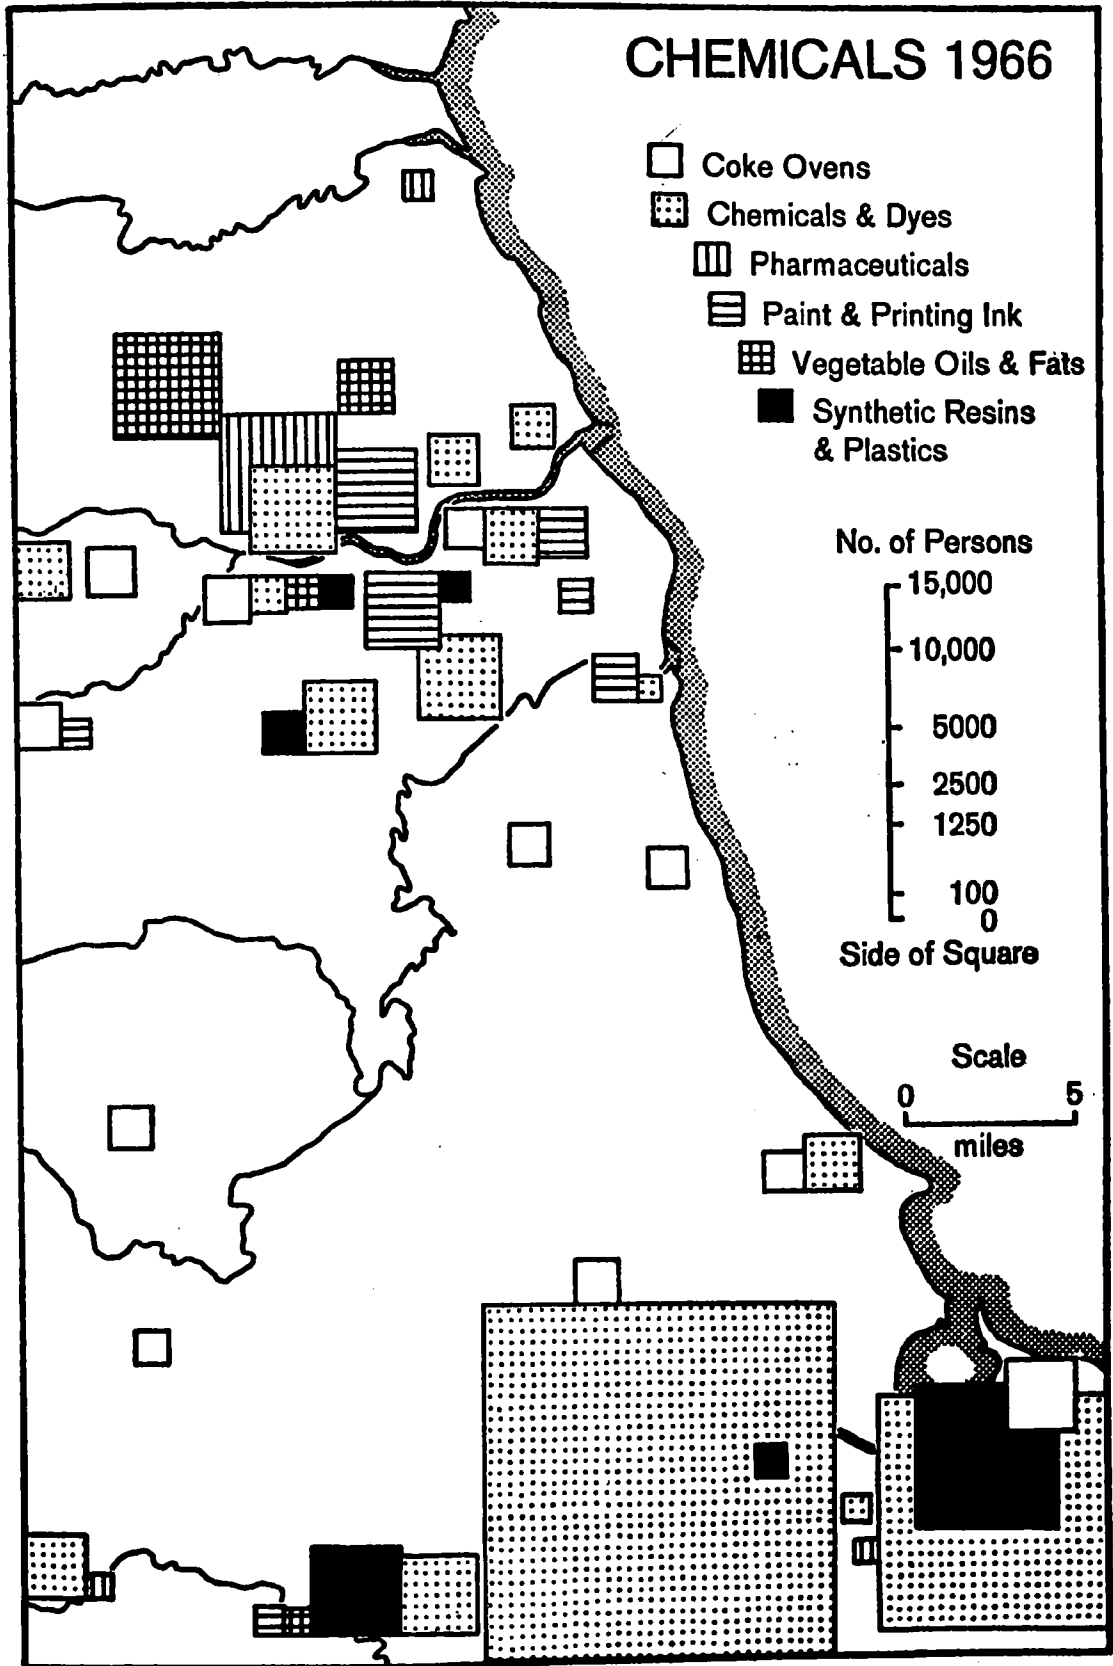 CHEMICALS 1966
Coke Ovens
Chemicals & Dyes
Pharmaceuticals
Paint & Printing Ink
Vegetable Oils & Fats
Synthetic Resins
& Plastics
No. of Persons
15,000
10,000
5000
2500
1250
100
0
Side of Square
Scale
0 5
miles